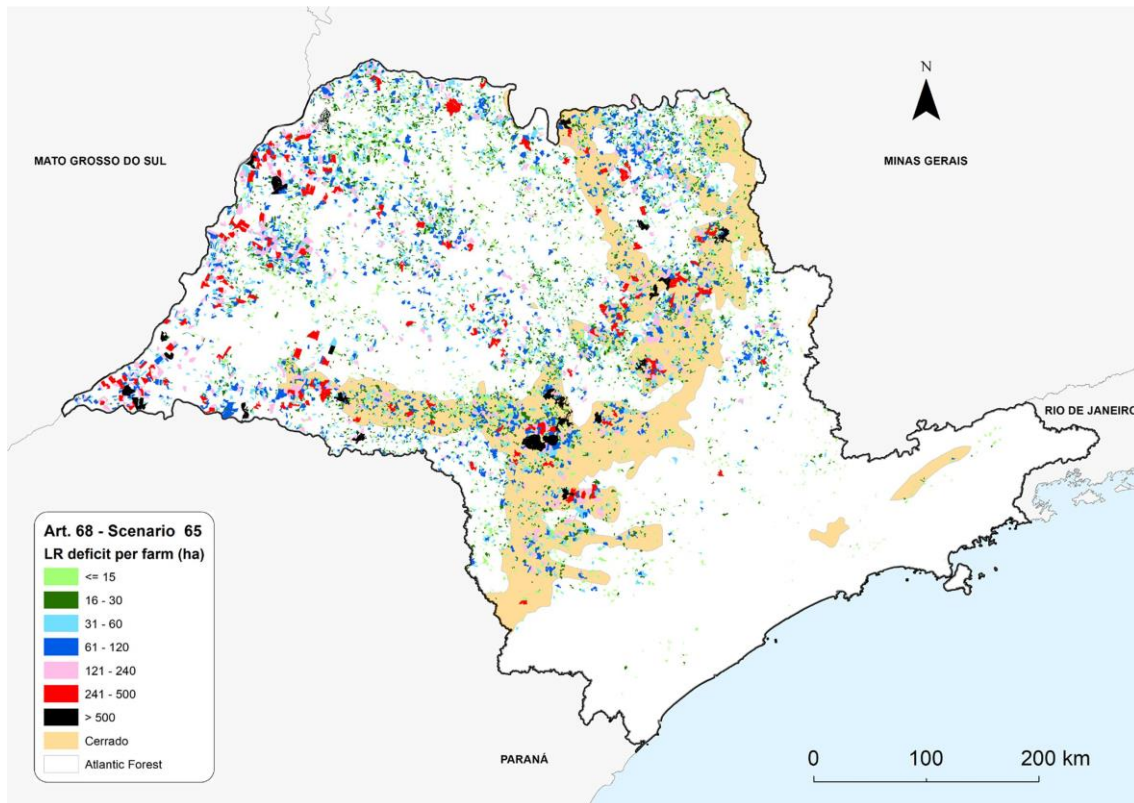 N
MATO GROSSO DO SUL
MINAS GERAIS
RIO DE JANEIRO
Art. 68 - Scenario 65
LR deficit per farm (ha)
<= 15
16 - 30
31 - 60
61 - 120
121 - 240
241 - 500
> 500
Cerrado
Atlantic Forest
PARANÁ
0 100 200 km